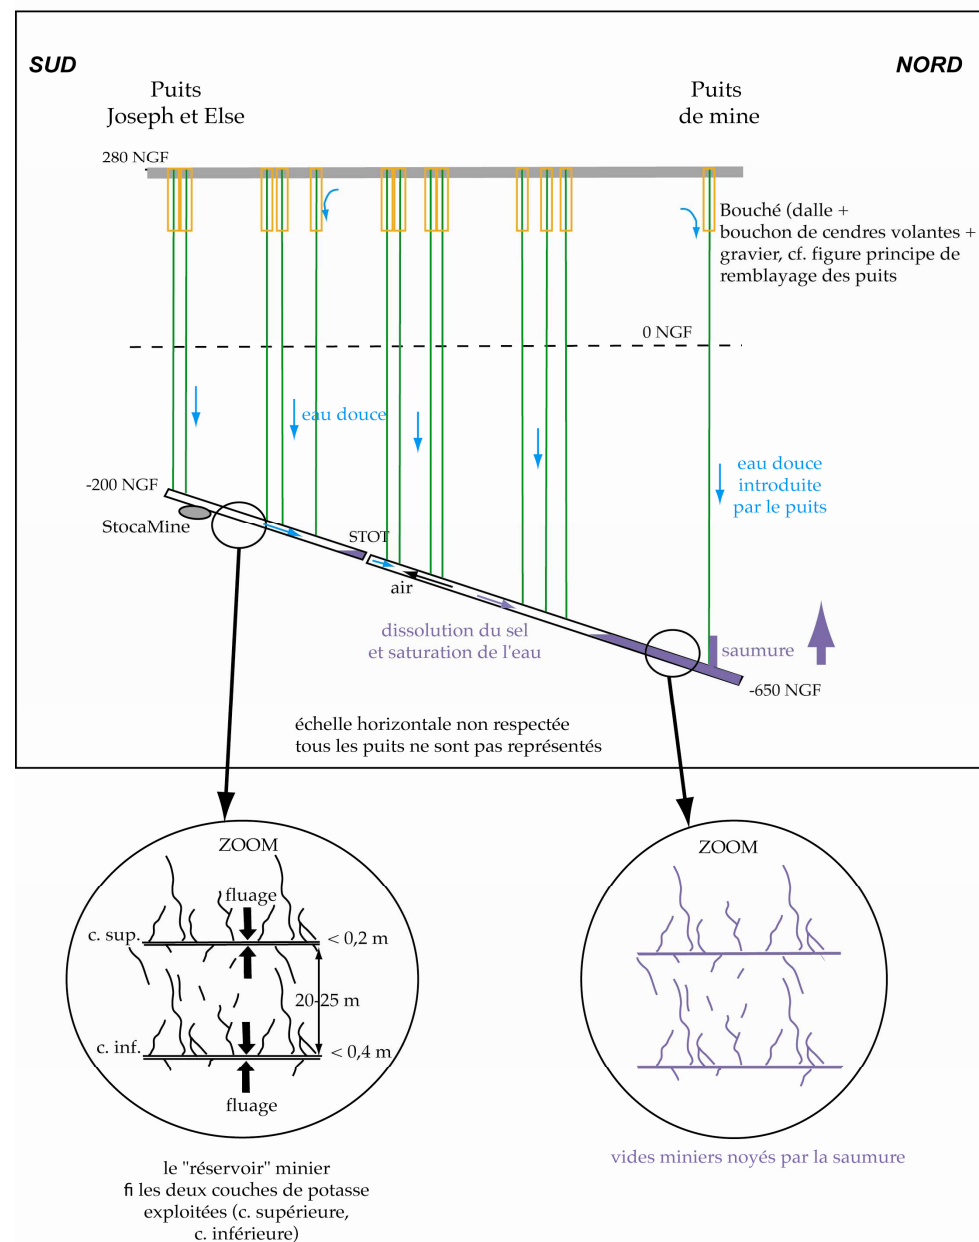 SUD
NORD
Puits
Joseph et Else
Puits
de mine
280 NGF
Bouché (dalle +
bouchon de cendres volantes +
gravier, cf. figure principe de
remblayage des puits
0 NGF
eau douce
eau douce
introduite
par le puits
-200 NGF
StocaMine
STOT
air
dissolution du sel
et saturation de l'eau
saumure
-650 NGF
échelle horizontale non respectée
tous les puits ne sont pas représentés
ZOOM
fluage
c. sup.
< 0,2 m
20-25 m
c. inf.
< 0,4 m
fluage
ZOOM
le "réservoir" minier
fi les deux couches de potasse
exploitées (c. supérieure,
c. inférieure)
vides miniers noyés par la saumure